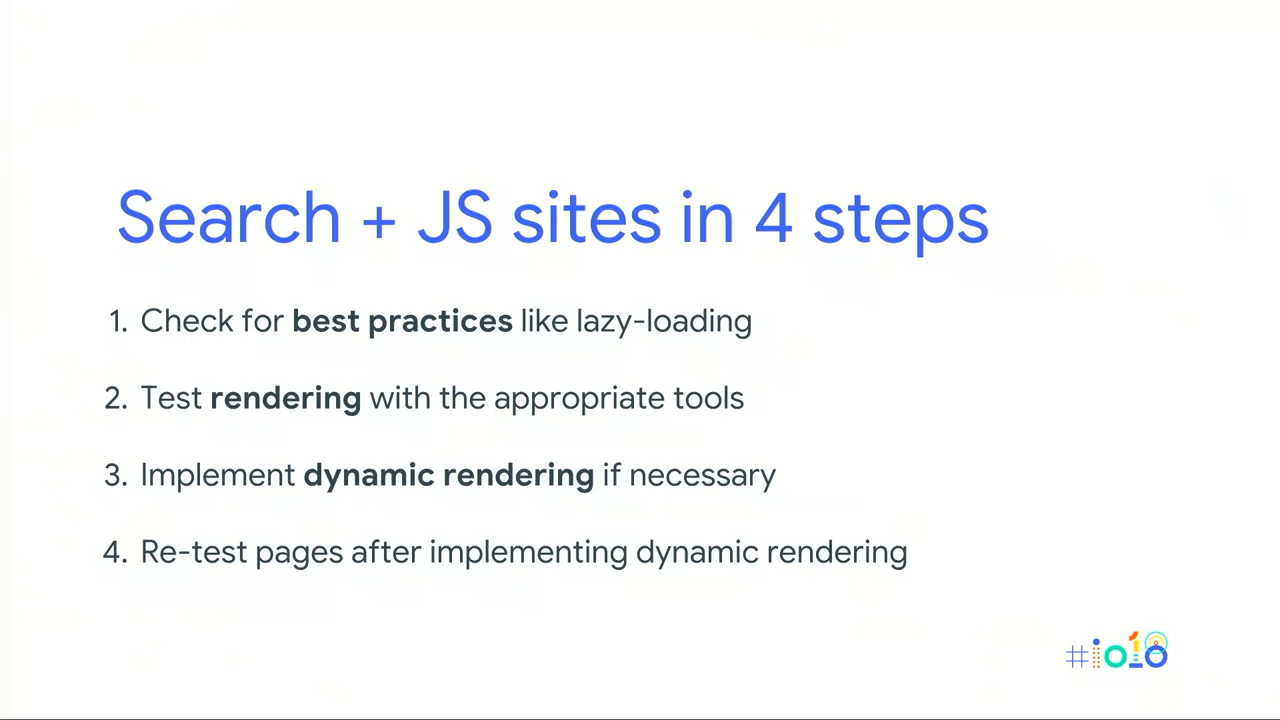 Search + JS sites in 4 steps
1. Check for best practices like lazy-loading
2. Test rendering with the appropriate tools
3. Implement dynamic rendering if necessary
4. Re-test pages after implementing dynamic rendering
#io18